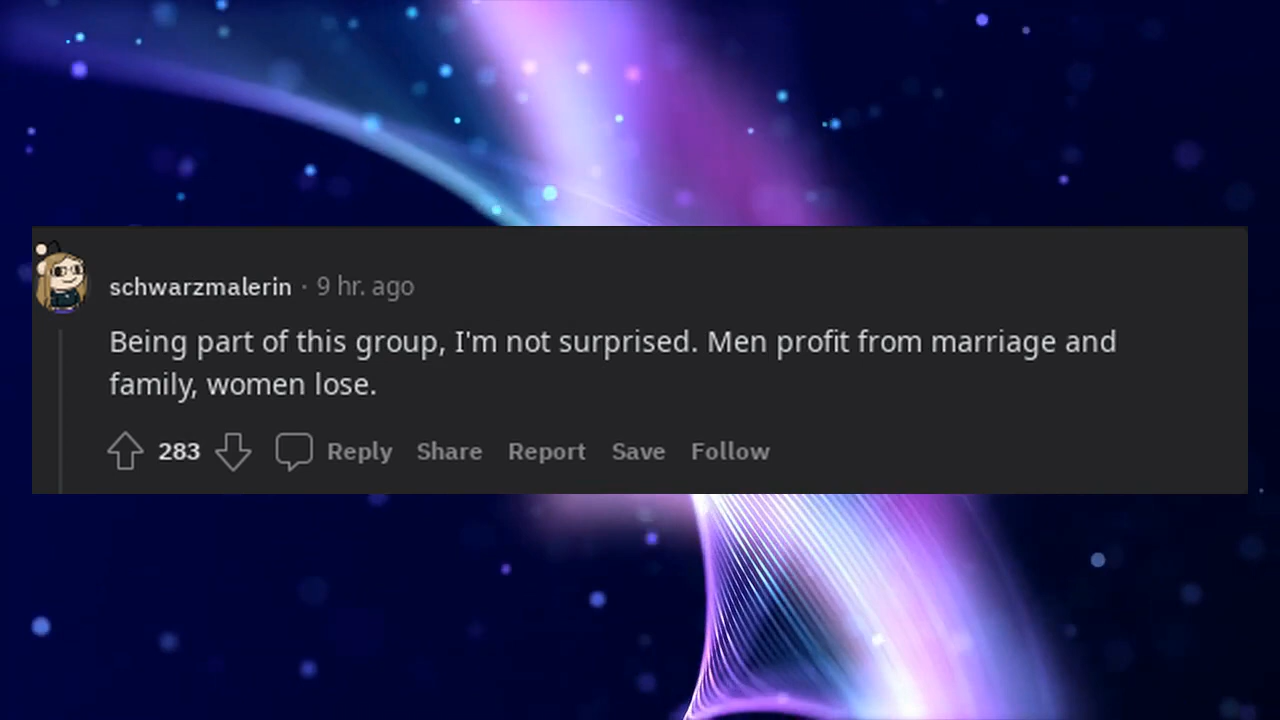 schwarzmalerin · 9 hr. ago
Being part of this group, I'm not surprised. Men profit from marriage and
family, women lose.
283 Reply Share Report Save Follow